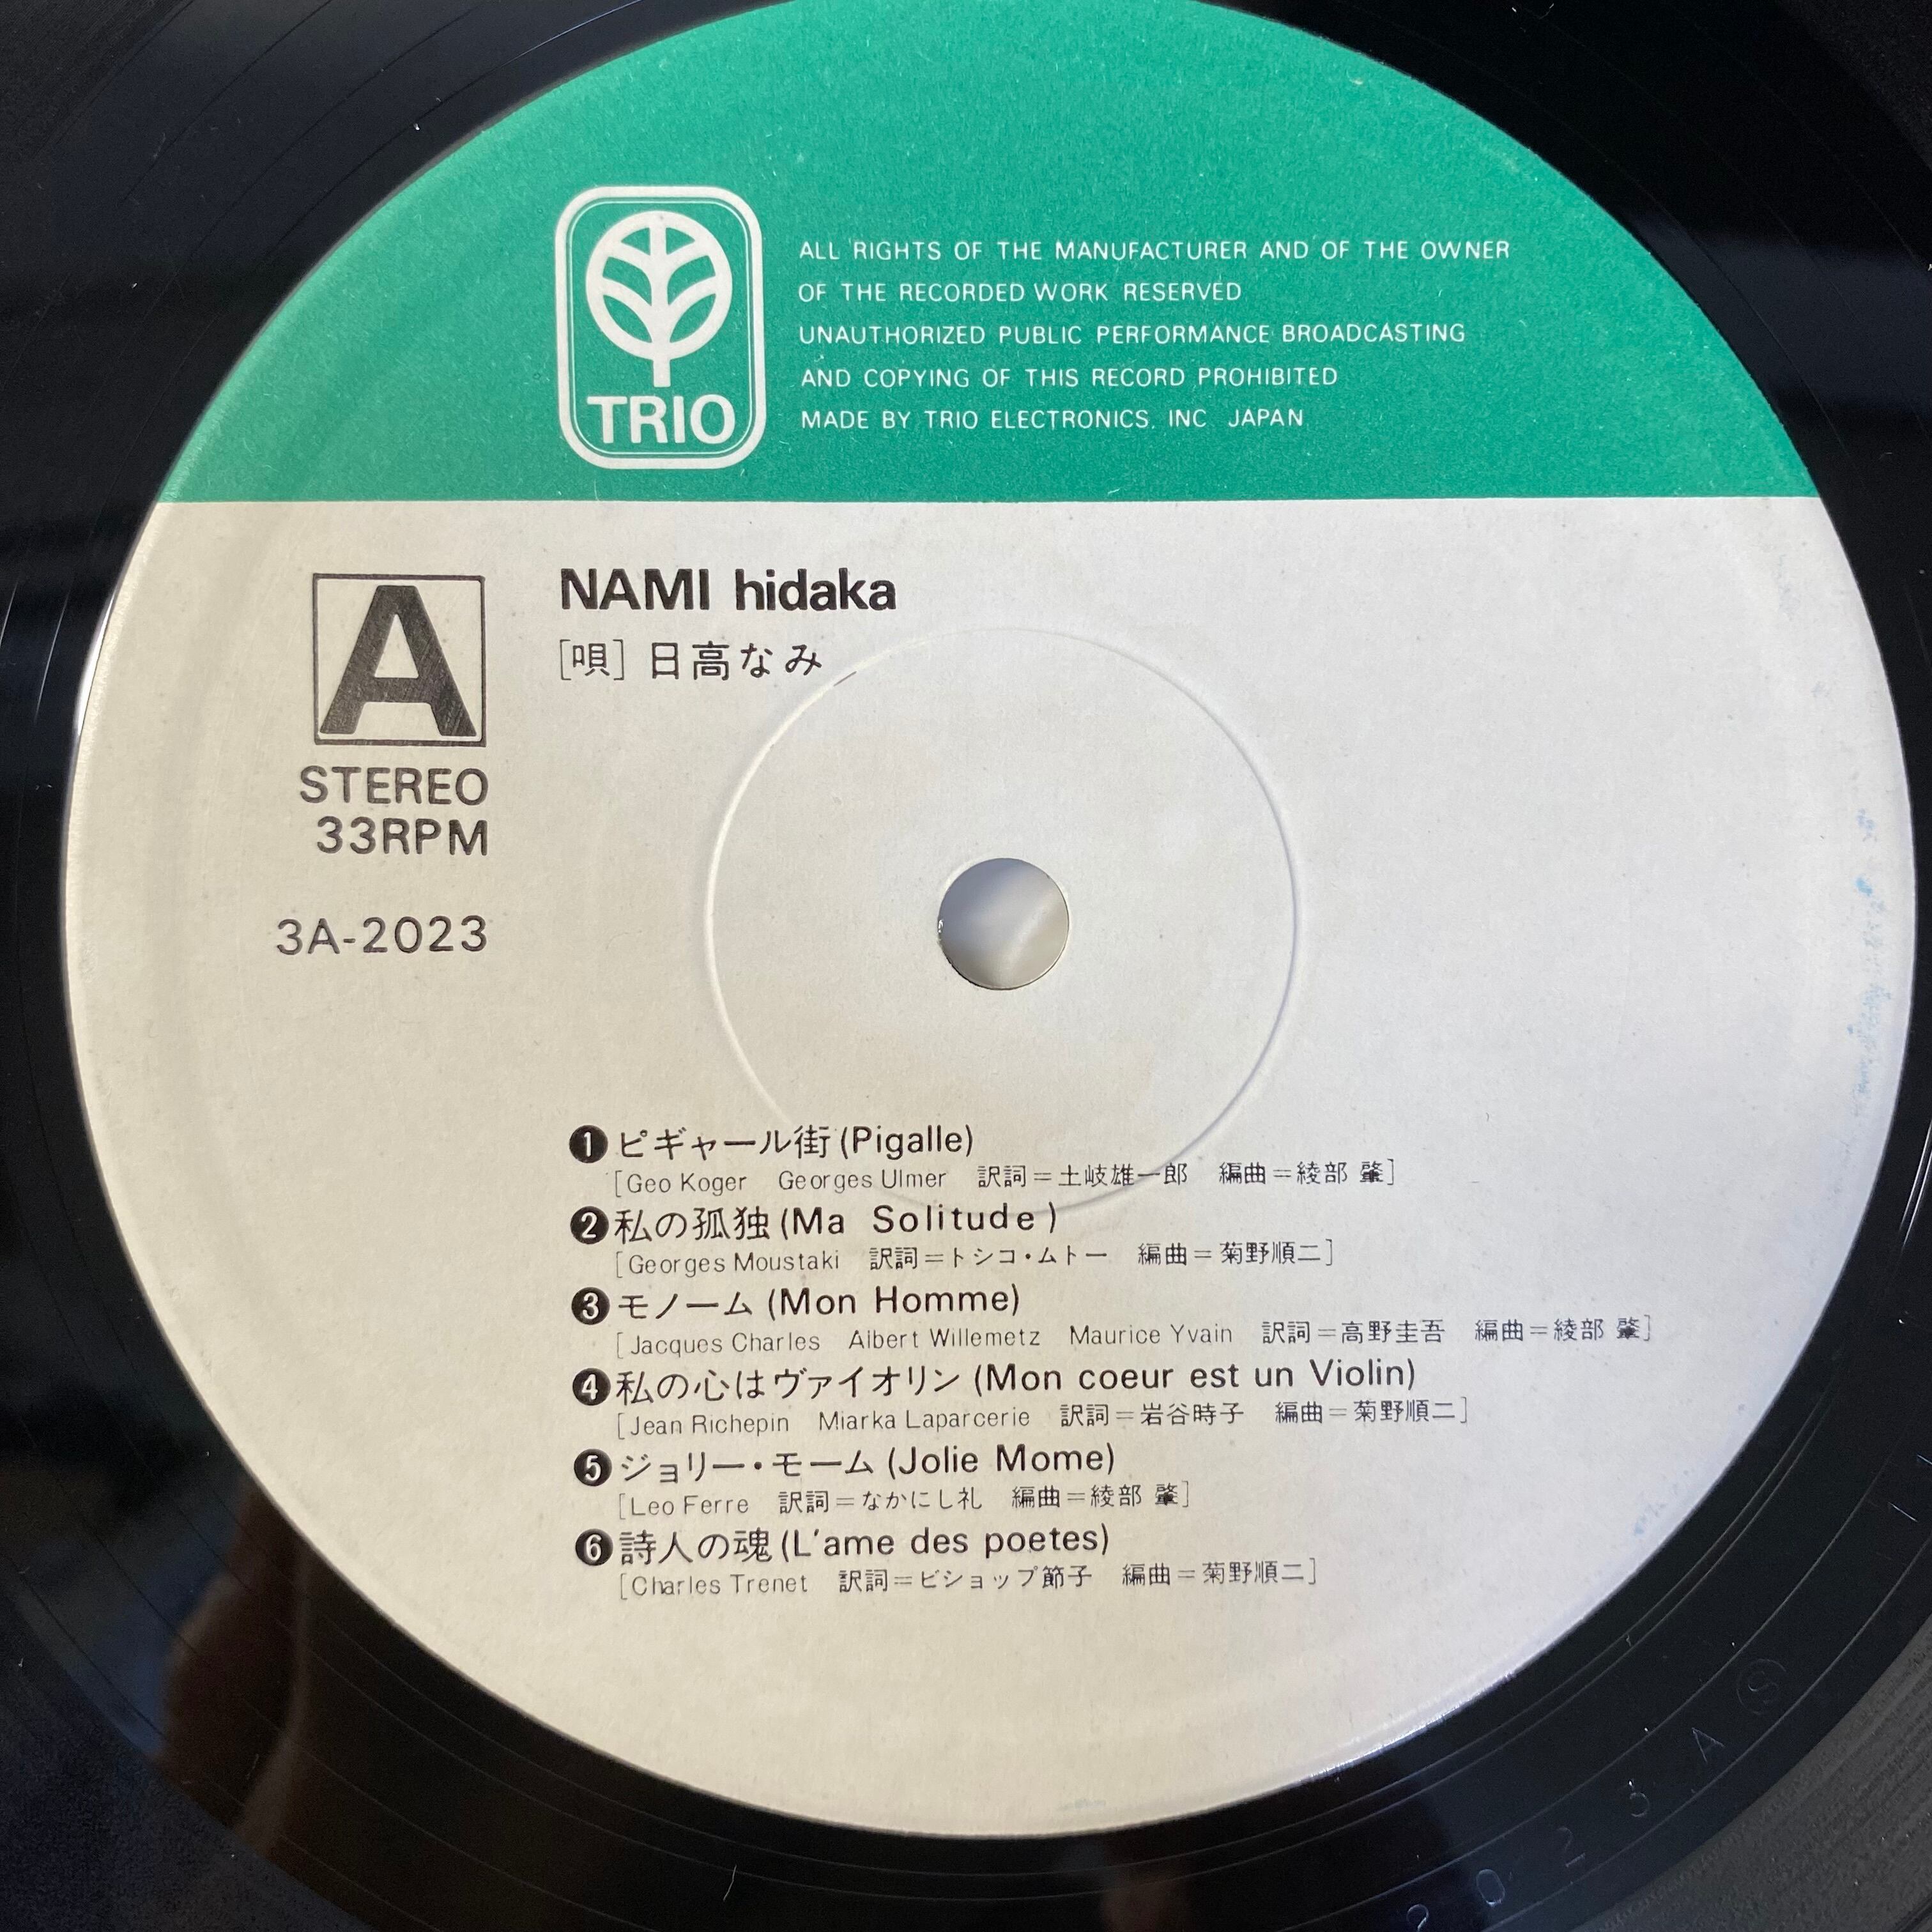 TRIO
ALL RIGHTS OF THE MANUFACTURER AND OF THE OWNER
OF THE RECORDED WORK RESERVED
UNAUTHORIZED PUBLIC PERFORMANCE BROADCASTING
AND COPYING OF THIS RECORD PROHIBITED
MADE BY TRIO ELECTRONICS. INC JAPAN
NAMI hidaka
[唄] 日高なみ
A
STEREO
33RPM
3A-2023
❶ピギャール街(Pigalle)
[Geo Koger Georges Ulmer 訳詞=土岐雄一郎 編曲=綾部 肇]
❷私の孤独(Ma Solitude)
[Georges Moustaki 訳詞=トシコ・ムトー 編曲=菊野順二]
❸モノーム(Mon Homme)
[Jacques Charles Albert Willemetz Maurice Yvain 訳詞=高野圭吾 編曲=綾部 肇]
❹私の心はヴァイオリン(Mon coeur est un Violin)
[Jean Richepin Miarka Laparcerie 訳詞=岩谷時子 編曲=菊野順二]
❺ジョリー・モーム(Jolie Mome)
[Leo Ferre 訳詞=なかにし礼 編曲=綾部 肇]
❻詩人の魂(L'ame des poetes)
[Charles Trenet 訳詞=ビショップ節子 編曲=菊野順二]
2023 A Ⓢ